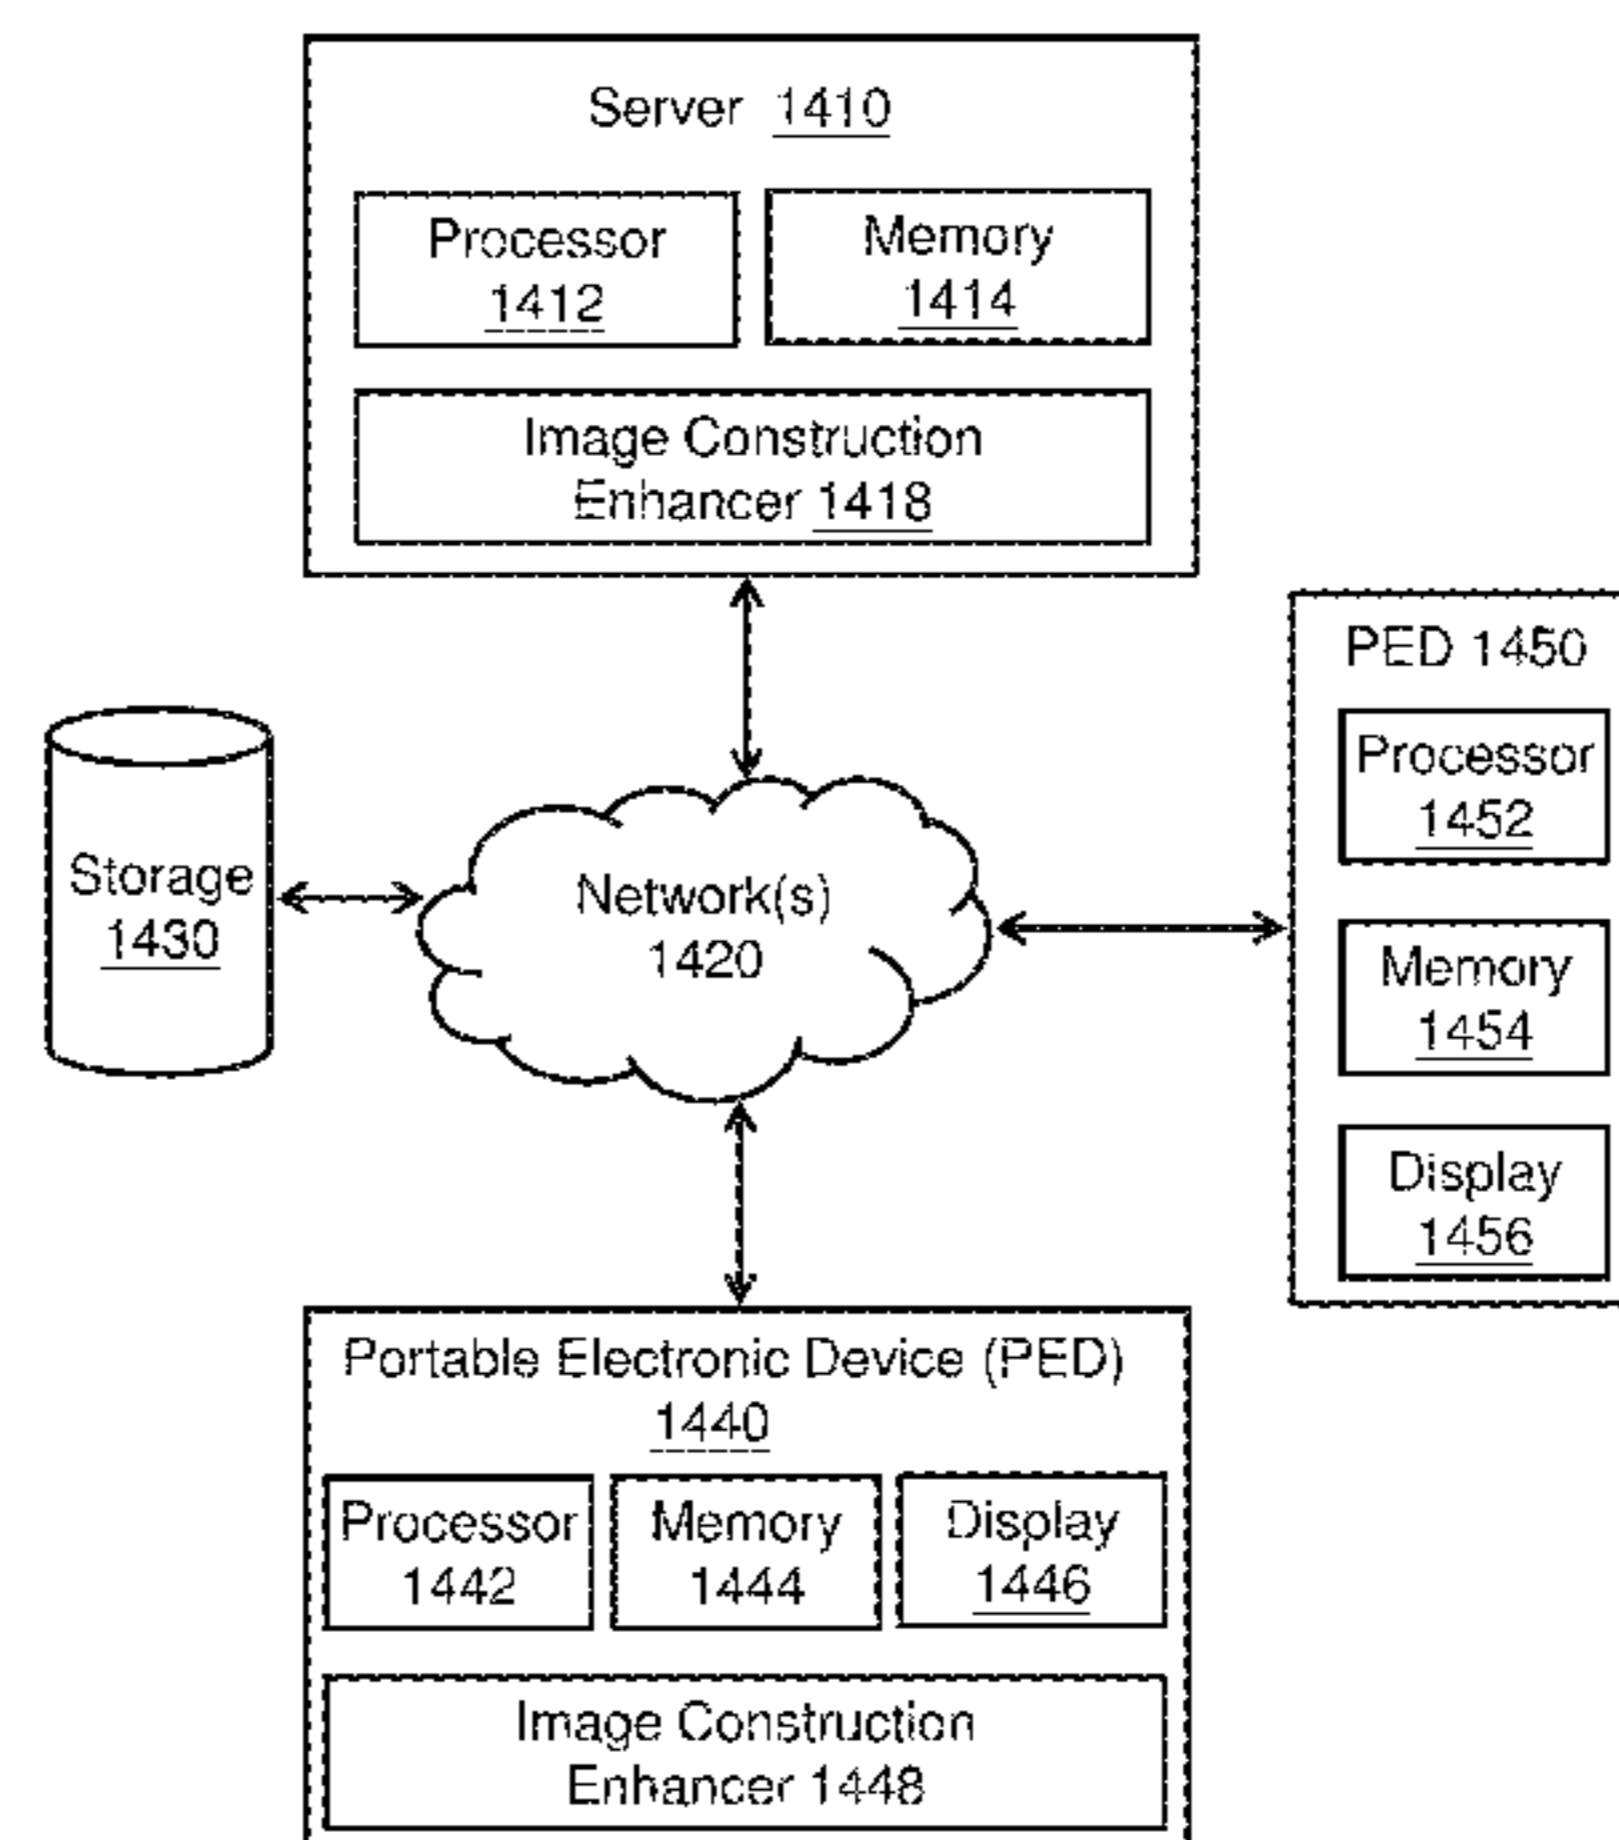 Server 1410
Processor
1412
Memory
1414
Image Construction
Enhancer 1418
PED 1450
Processor
1452
Memory
1454
Display
1456
Storage
1430
Network(s)
1420
Portable Electronic Device (PED)
1440
Processor
1442
Memory
1444
Display
1446
Image Construction
Enhancer 1448